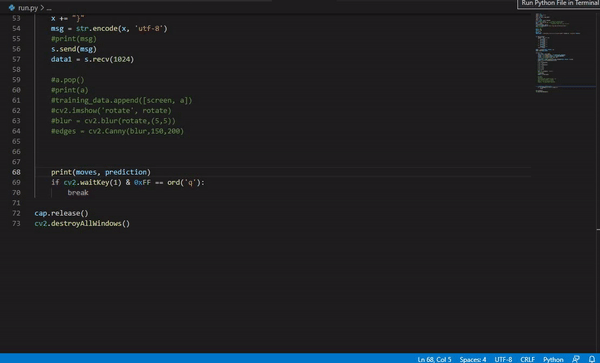 run.py > ...
Run Python File in Terminal
53 x += "}"
54 msg = str.encode(x, 'utf-8')
55 #print(msg)
56 s.send(msg)
57 data1 = s.recv(1024)
58
59 #a.pop()
60 #print(a)
61 #training_data.append([screen, a])
62 #cv2.imshow('rotate', rotate)
63 #blur = cv2.blur(rotate,(5,5))
64 #edges = cv2.Canny(blur,150,200)
65
66
67
68 print(moves, prediction)
69 if cv2.waitKey(1) & 0xFF == ord('q'):
70 break
71
72 cap.release()
73 cv2.destroyAllWindows()
Ln 68, Col 5 Spaces: 4 UTF-8 CRLF Python